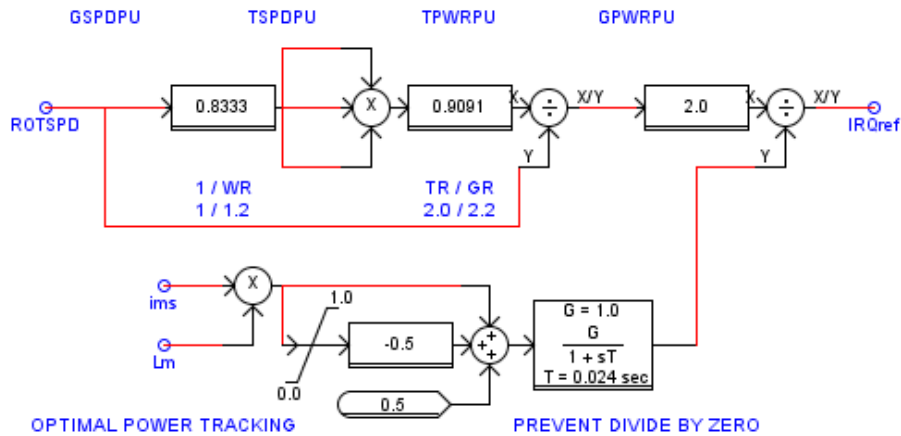 GSPDPU TSPDPU TPWRPU GPWRPU
ROTSPD 0.8333 X 0.9091 X ÷ X/Y 2.0 X ÷ X/Y IRQref
Y Y
1 / WR TR / GR
1 / 1.2 2.0 / 2.2
ims X
Lm
1.0
0.0
-0.5
+ + +
0.5
G = 1.0
G
1 + sT
T = 0.024 sec
OPTIMAL POWER TRACKING PREVENT DIVIDE BY ZERO